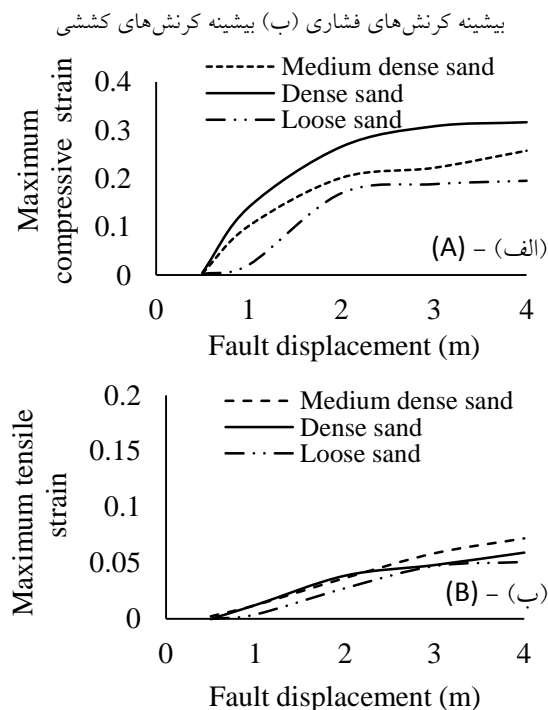 بیشینه کرنش‌های فشاری (ب) بیشینه کرنش‌های کششی
Medium dense sand
Dense sand
Loose sand
Maximum
compressive strain
0.4
0.3
0.2
0.1
0
(الف) – (A)
0 1 2 3 4
Fault displacement (m)
Medium dense sand
Dense sand
Loose sand
Maximum tensile
strain
0.2
0.15
0.1
0.05
0
(ب) – (B)
0 1 2 3 4
Fault displacement (m)